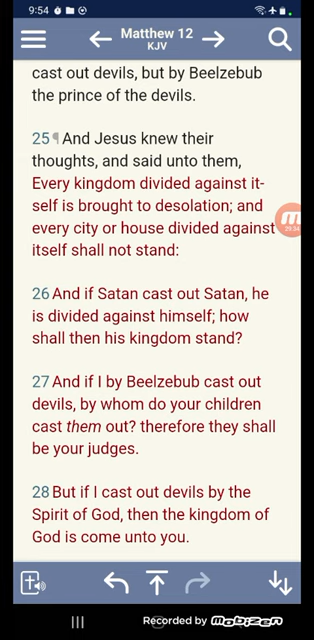 9:54
Matthew 12
KJV
cast out devils, but by Beelzebub
the prince of the devils.
25 ¶ And Jesus knew their
thoughts, and said unto them,
Every kingdom divided against it-
self is brought to desolation; and
every city or house divided against
itself shall not stand:
26 And if Satan cast out Satan, he
is divided against himself; how
shall then his kingdom stand?
27 And if I by Beelzebub cast out
devils, by whom do your children
cast them out? therefore they shall
be your judges.
28 But if I cast out devils by the
Spirit of God, then the kingdom of
God is come unto you.
Recorded by mobizen